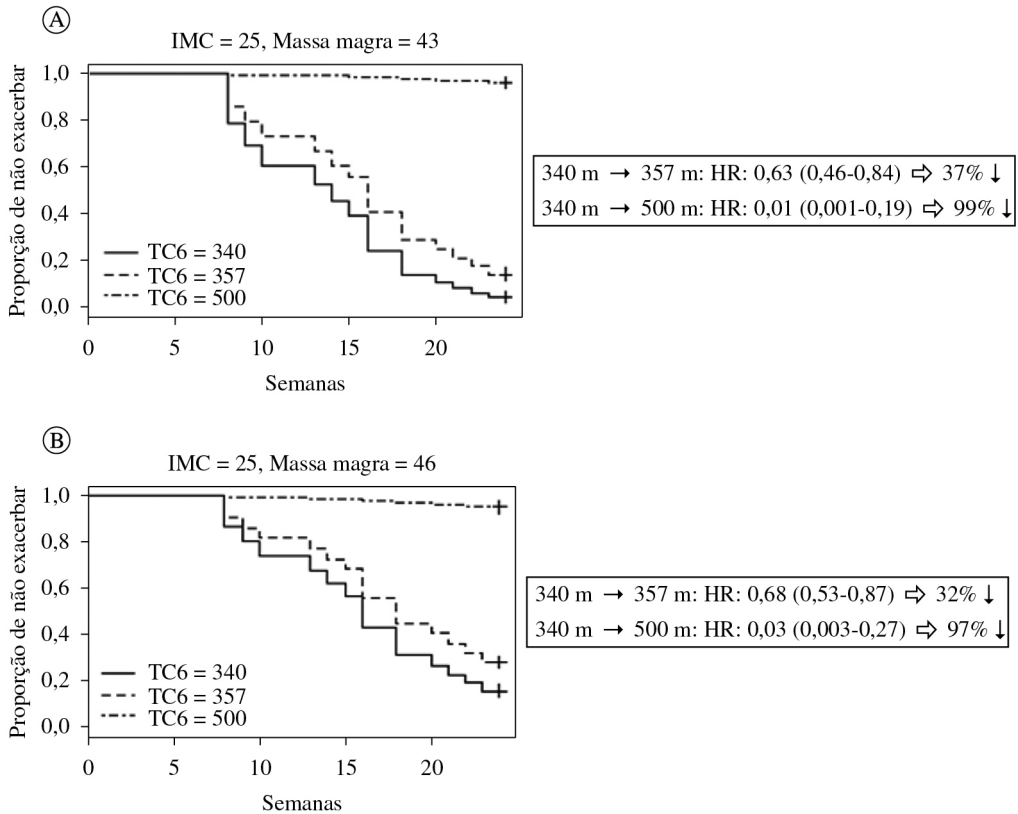 A
IMC = 25, Massa magra = 43
Proporção de não exacerbar
1,0
0,8
0,6
0,4
0,2
0,0
TC6 = 340
TC6 = 357
TC6 = 500
0 5 10 15 20
Semanas
340 m → 357 m: HR: 0,63 (0,46-0,84) ⇨ 37% ↓
340 m → 500 m: HR: 0,01 (0,001-0,19) ⇨ 99% ↓
B
IMC = 25, Massa magra = 46
Proporção de não exacerbar
1,0
0,8
0,6
0,4
0,2
0,0
TC6 = 340
TC6 = 357
TC6 = 500
0 5 10 15 20
Semanas
340 m → 357 m: HR: 0,68 (0,53-0,87) ⇨ 32% ↓
340 m → 500 m: HR: 0,03 (0,003-0,27) ⇨ 97% ↓